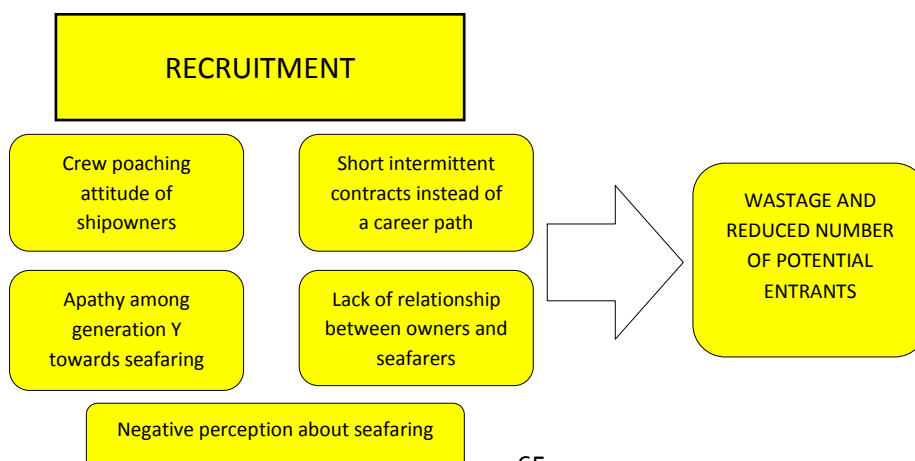 RECRUITMENT
Crew poaching
attitude of
shipowners
Short intermittent
contracts instead of
a career path
Apathy among
generation Y
towards seafaring
Lack of relationship
between owners and
seafarers
Negative perception about seafaring
WASTAGE AND
REDUCED NUMBER
OF POTENTIAL
ENTRANTS